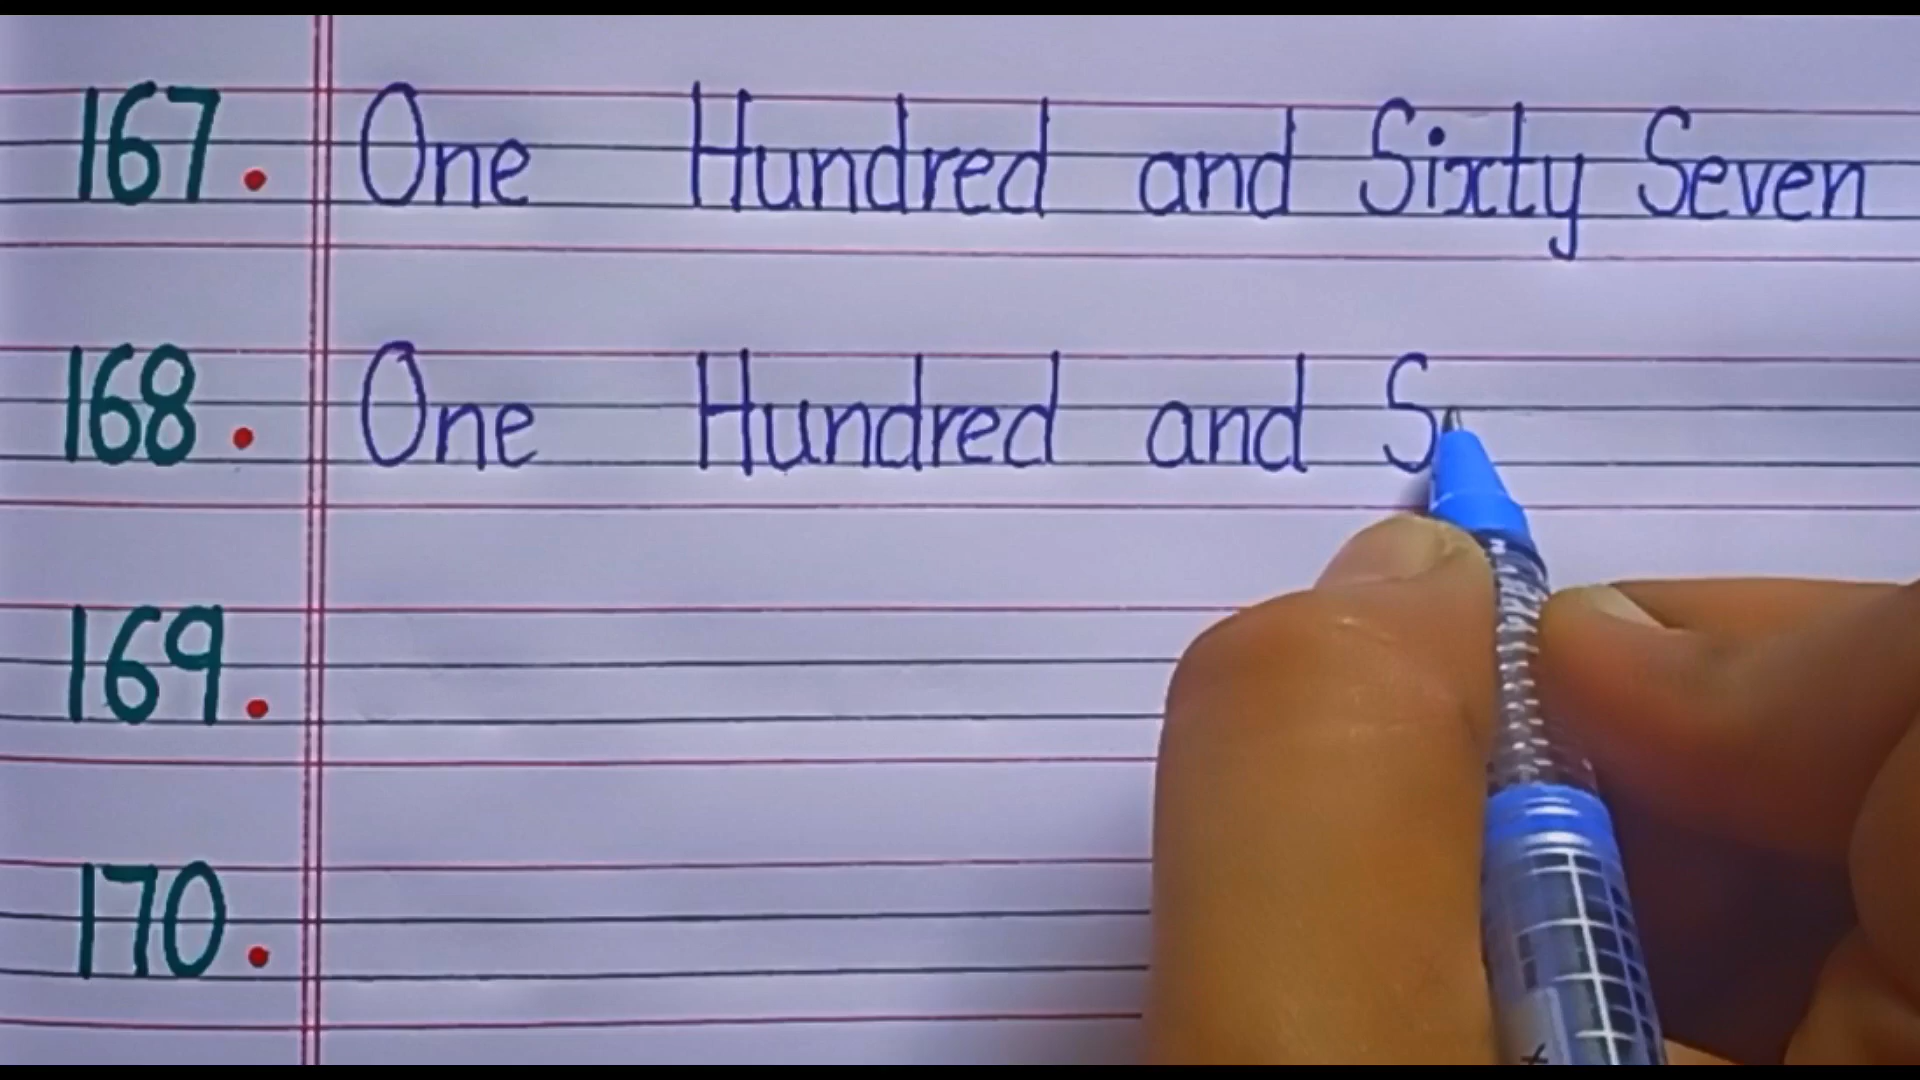 167. One Hundred and Sixty Seven
168. One Hundred and S
169.
170.